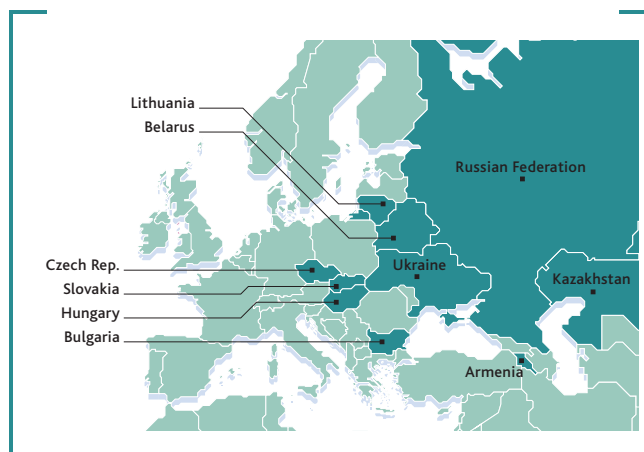 Lithuania
Belarus
Russian Federation
Czech Rep.
Ukraine
Kazakhstan
Slovakia
Hungary
Bulgaria
Armenia